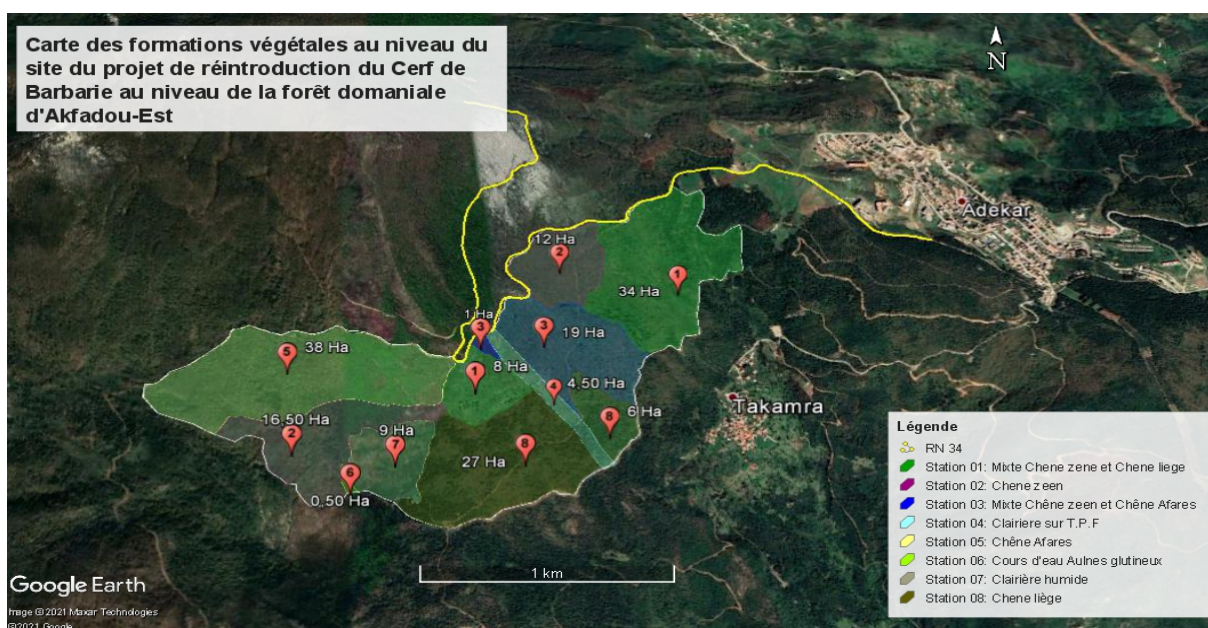 Carte des formations végétales au niveau du
site du projet de réintroduction du Cerf de
Barbarie au niveau de la forêt domaniale
d'Akfadou-Est
N
Adekar
12 Ha
2
1
34 Ha
1 Ha
3
3
19 Ha
5
38 Ha
1
8 Ha
4
4,50 Ha
Takamra
16,50 Ha
2
9 Ha
7
8
6 Ha
27 Ha
8
6
0,50 Ha
Légende
RN 34
Station 01: Mixte Chene zene et Chene liege
Station 02: Chene zeen
Station 03: Mixte Chêne zeen et Chêne Afares
Station 04: Clairiere sur T.P.F
Station 05: Chêne Afares
Station 06: Cours d'eau Aulnes glutineux
Station 07: Clairière humide
Station 08: Chene liège
1 km
Google Earth
Image © 2021 Maxar Technologies
©2021 Google